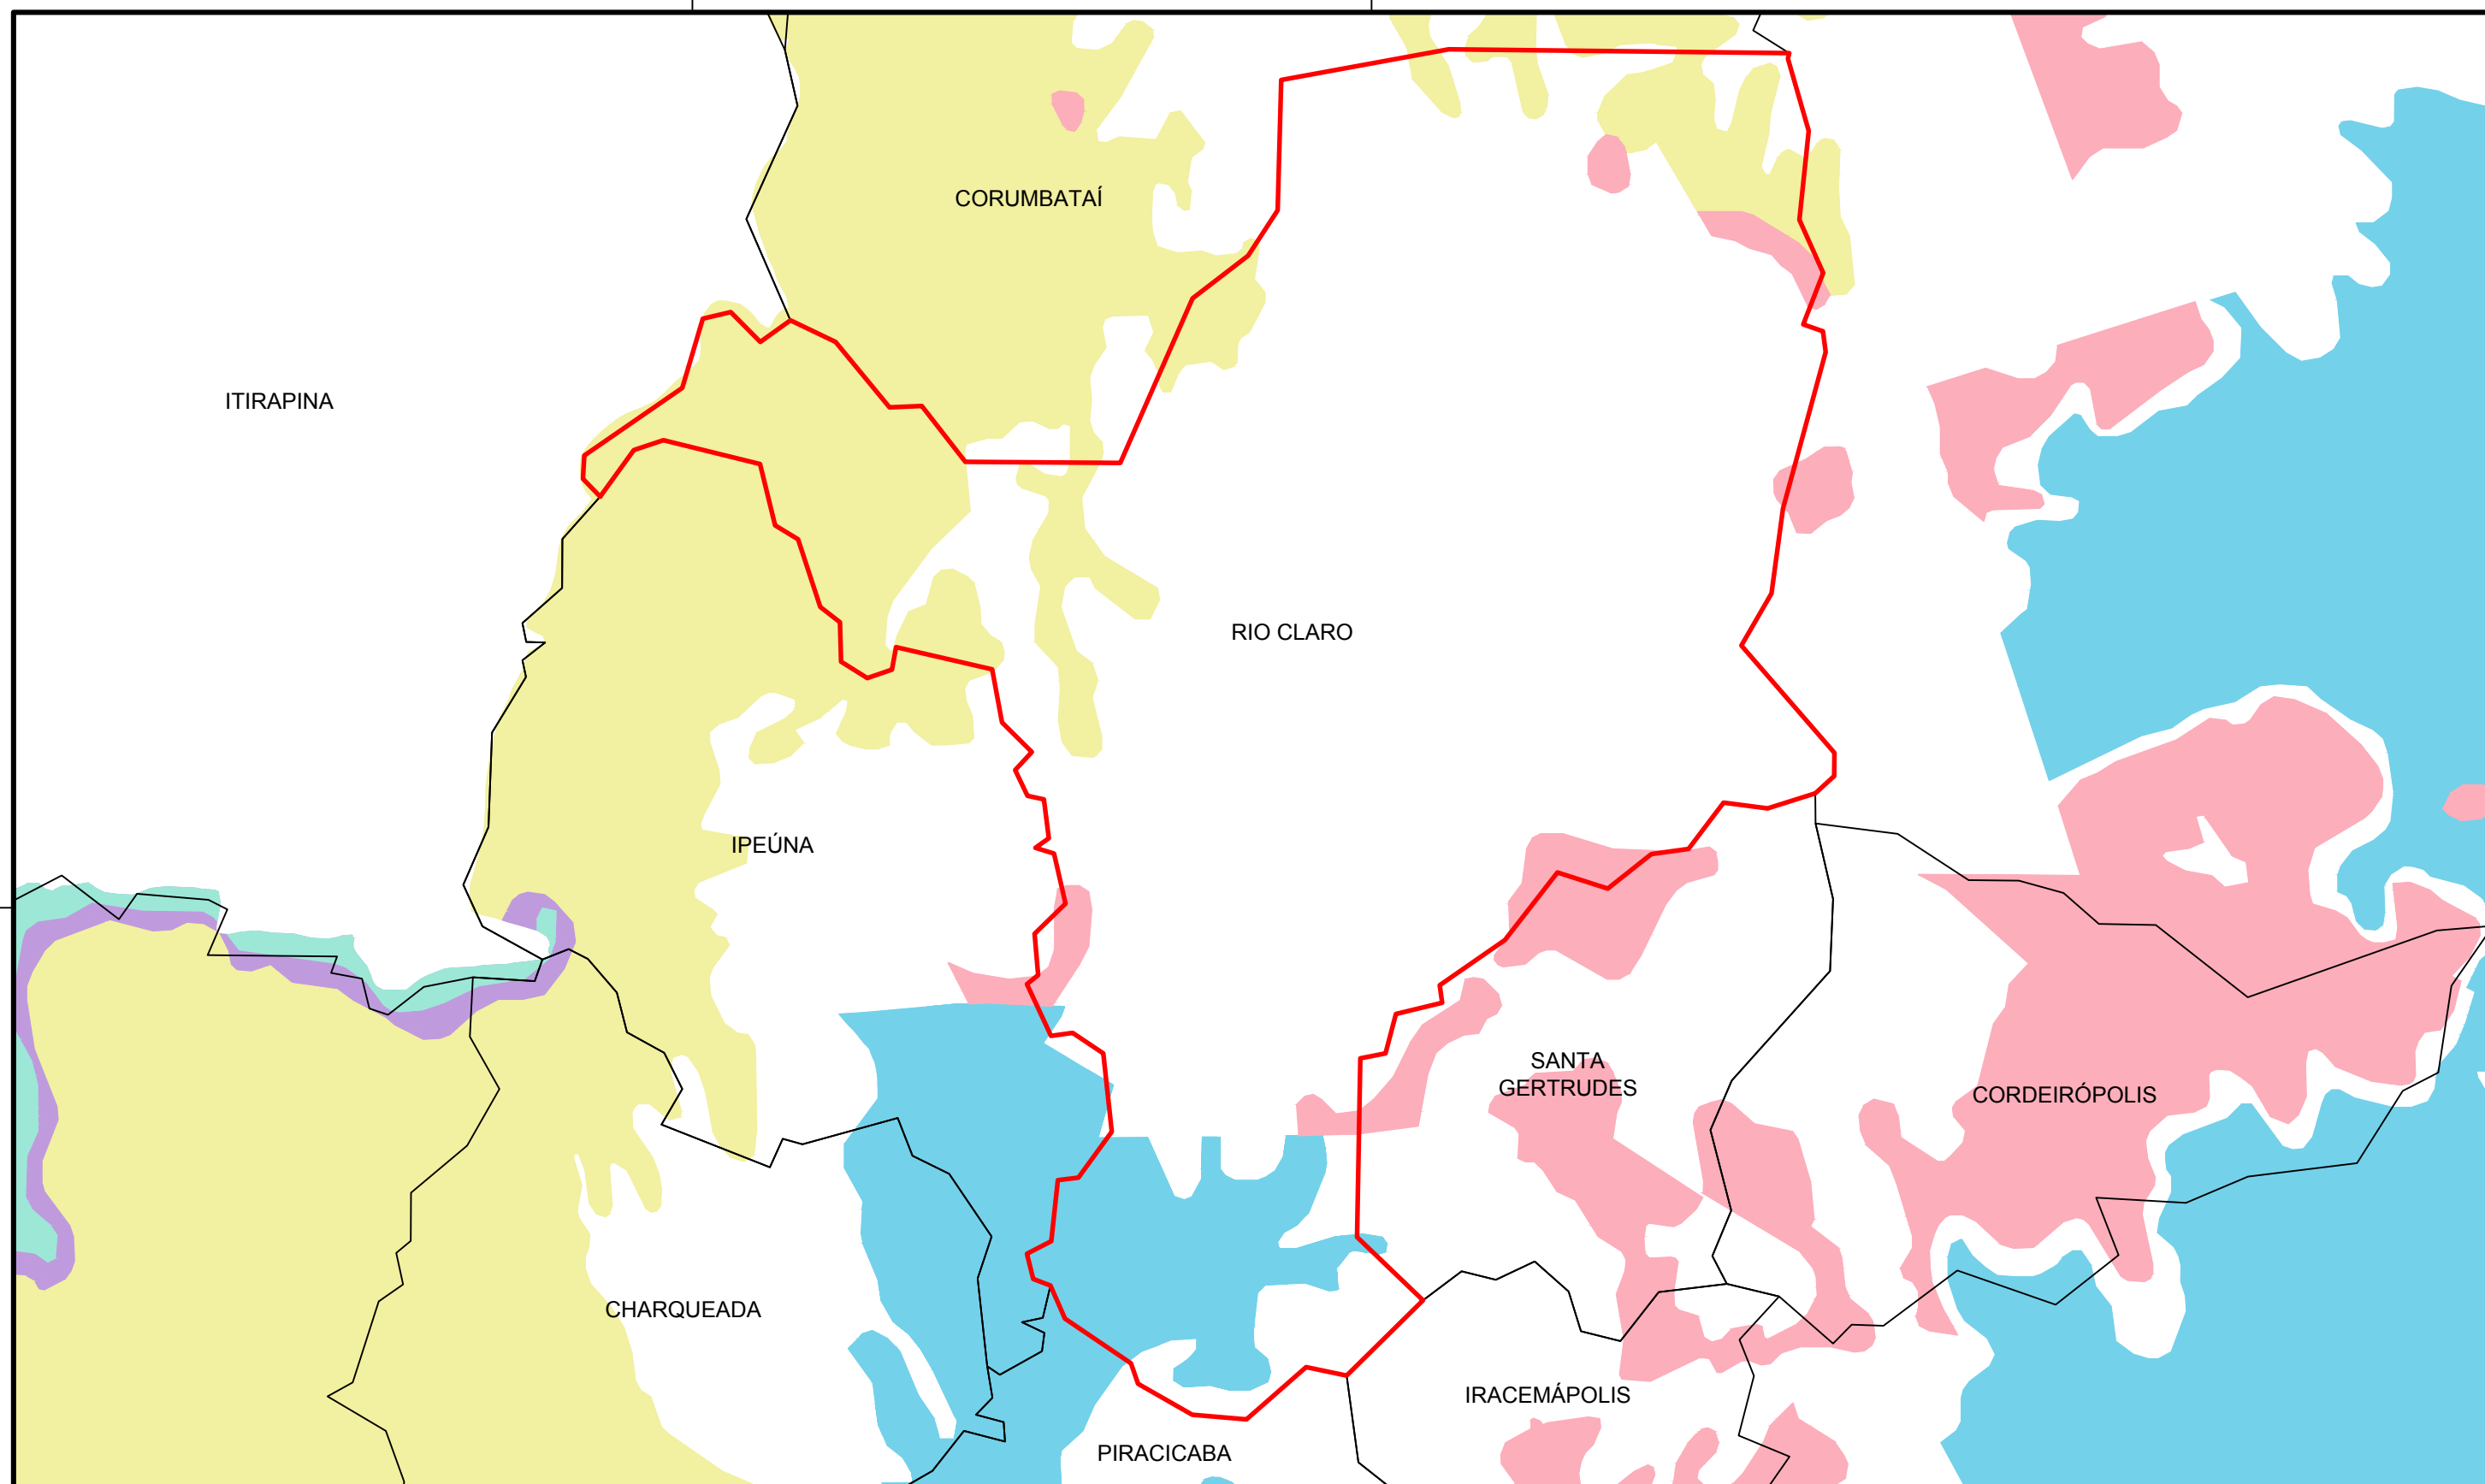 CORUMBATAÍ
ITIRAPINA
RIO CLARO
IPEÚNA
SANTA
GERTRUDES
CORDEIRÓPOLIS
CHARQUEADA
IRACEMÁPOLIS
PIRACICABA